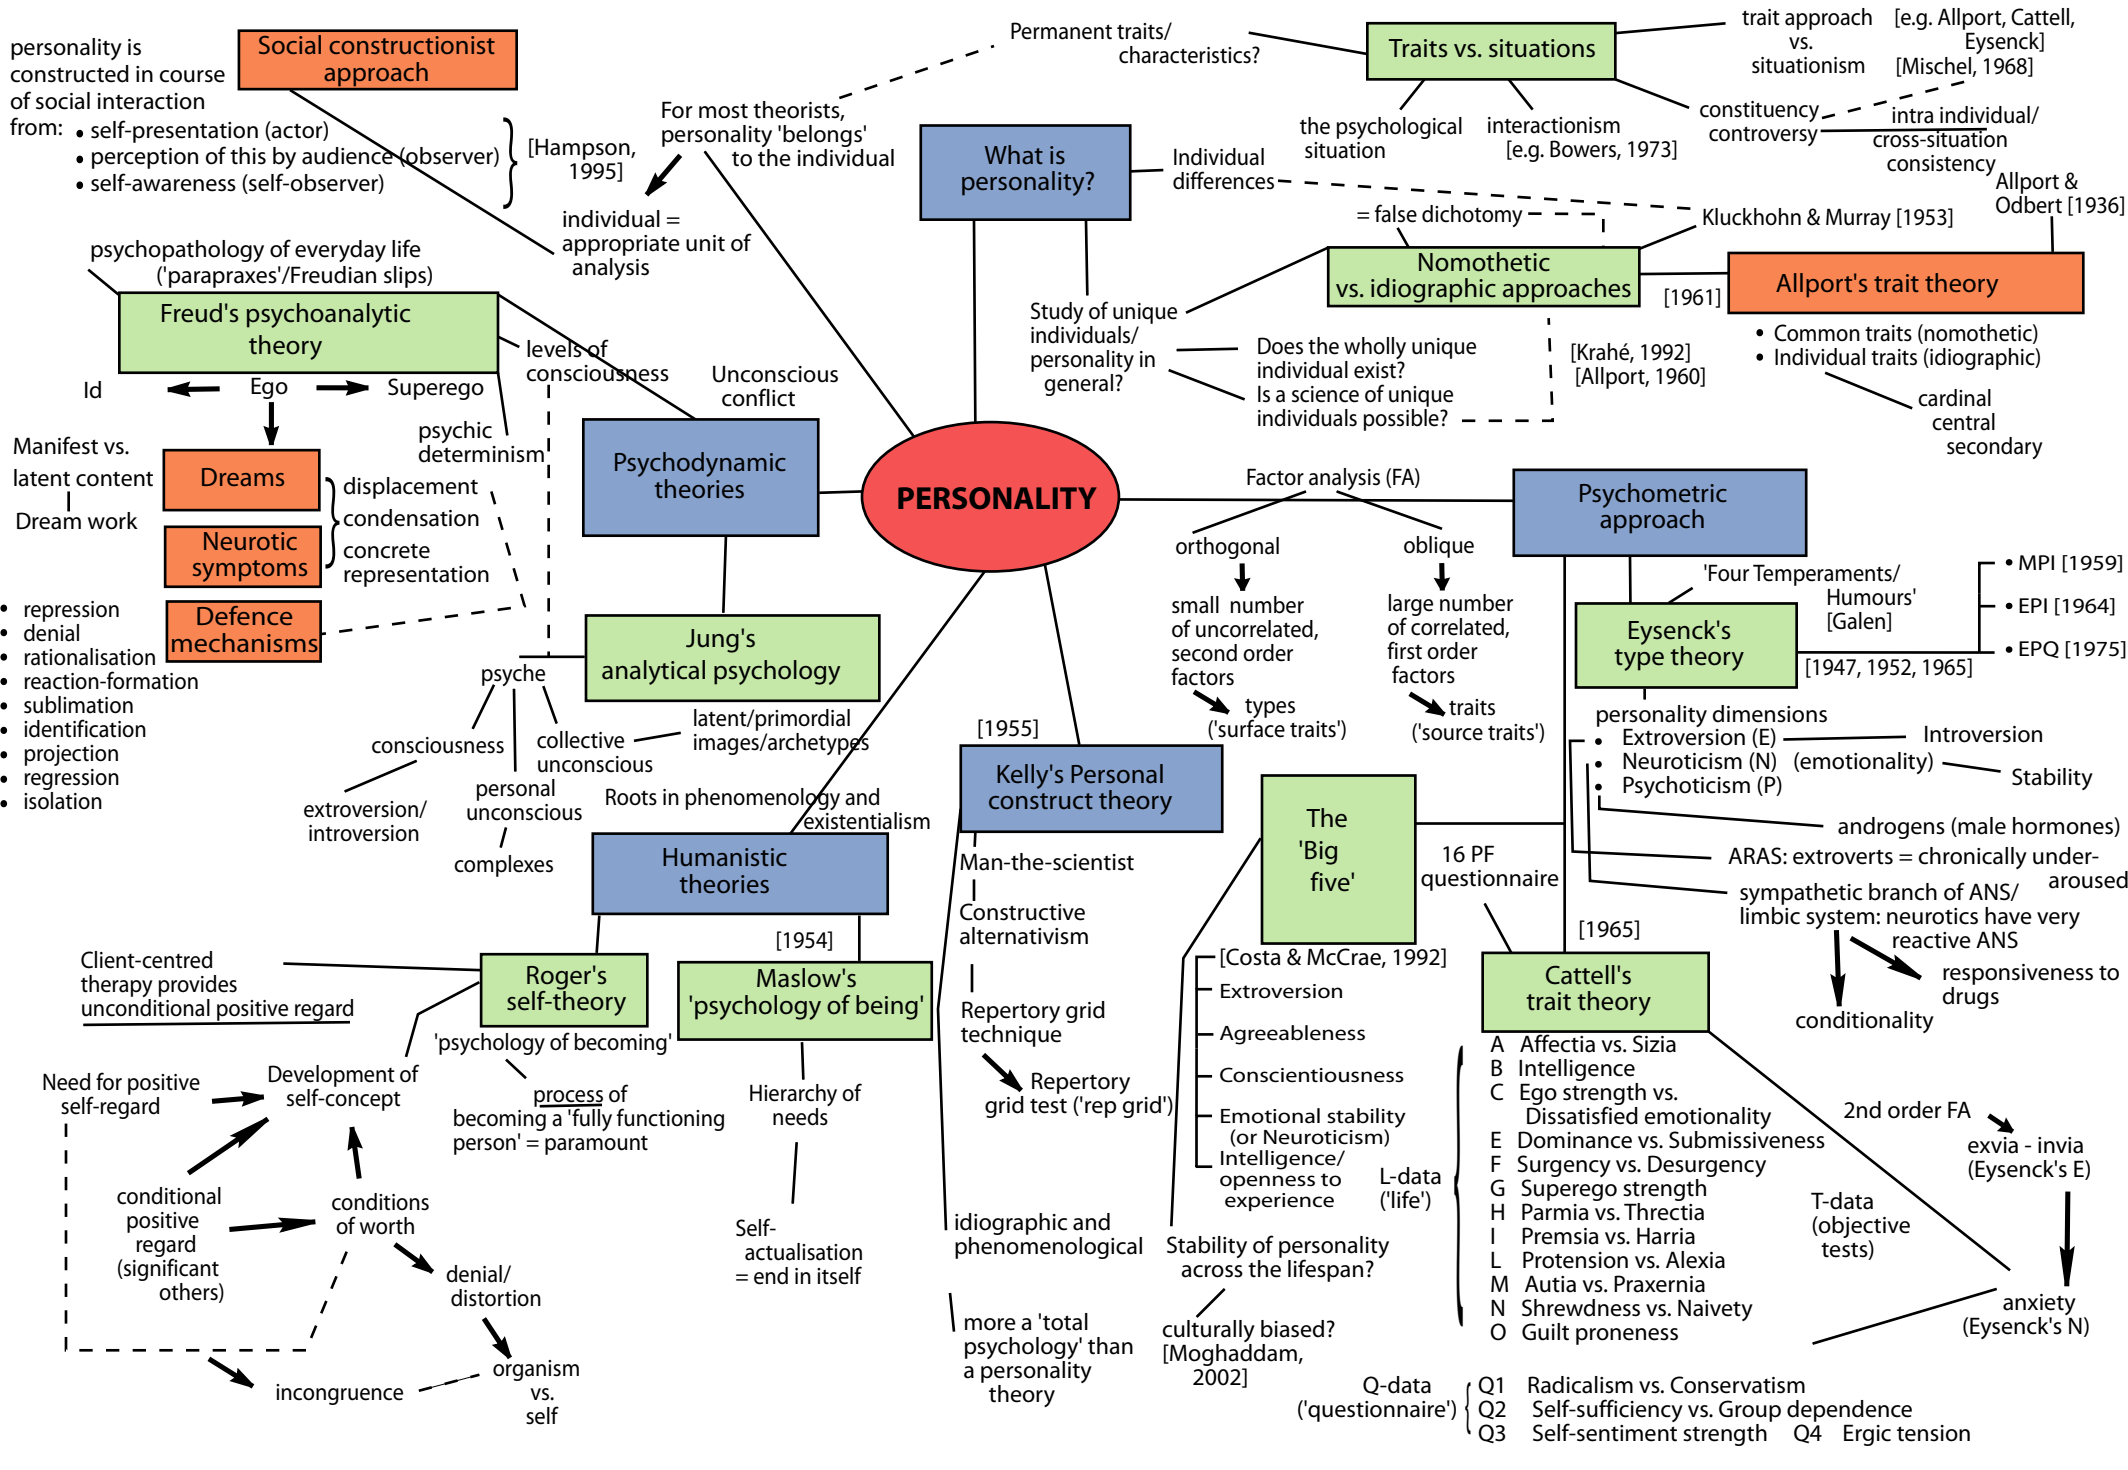 personality is
constructed in course
of social interaction
from:
• self-presentation (actor)
• perception of this by audience (observer)
• self-awareness (self-observer)
[Hampson,
1995]
Social constructionist
approach
For most theorists,
personality 'belongs'
to the individual
individual =
appropriate unit of
analysis
Permanent traits/
characteristics?
Traits vs. situations
trait approach
vs.
situationism
[e.g. Allport, Cattell,
Eysenck]
[Mischel, 1968]
the psychological
situation
interactionism
[e.g. Bowers, 1973]
constituency
controversy
intra individual/
cross-situation
consistency
What is
personality?
Individual
differences
= false dichotomy
Kluckhohn & Murray [1953]
Allport &
Odbert [1936]
Nomothetic
vs. idiographic approaches
[1961]
Allport's trait theory
• Common traits (nomothetic)
• Individual traits (idiographic)
cardinal
central
secondary
Study of unique
individuals/
personality in
general?
Does the wholly unique
individual exist?
Is a science of unique
individuals possible?
[Krahé, 1992]
[Allport, 1960]
psychopathology of everyday life
('parapraxes'/Freudian slips)
Freud's psychoanalytic
theory
levels of
consciousness
Id
Ego
Superego
psychic
determinism
Manifest vs.
latent content
Dream work
Dreams
Neurotic
symptoms
displacement
condensation
concrete
representation
Defence
mechanisms
• repression
• denial
• rationalisation
• reaction-formation
• sublimation
• identification
• projection
• regression
• isolation
Unconscious
conflict
Psychodynamic
theories
PERSONALITY
Jung's
analytical psychology
psyche
consciousness
extroversion/
introversion
personal
unconscious
complexes
collective
unconscious
latent/primordial
images/archetypes
Roots in phenomenology and
existentialism
Humanistic
theories
Client-centred
therapy provides
unconditional positive regard
Roger's
self-theory
'psychology of becoming'
process of
becoming a 'fully functioning
person' = paramount
[1954]
Maslow's
'psychology of being'
Hierarchy of
needs
Self-
actualisation
= end in itself
Need for positive
self-regard
Development of
self-concept
conditional
positive
regard
(significant
others)
conditions
of worth
denial/
distortion
organism
vs.
self
incongruence
[1955]
Kelly's Personal
construct theory
Man-the-scientist
Constructive
alternativism
Repertory grid
technique
Repertory
grid test ('rep grid')
idiographic and
phenomenological
more a 'total
psychology' than
a personality
theory
Factor analysis (FA)
orthogonal
small number
of uncorrelated,
second order
factors
types
('surface traits')
oblique
large number
of correlated,
first order
factors
traits
('source traits')
Psychometric
approach
'Four Temperaments/
Humours'
[Galen]
• MPI [1959]
• EPI [1964]
• EPQ [1975]
Eysenck's
type theory
[1947, 1952, 1965]
personality dimensions
• Extroversion (E)
Introversion
• Neuroticism (N) (emotionality)
Stability
• Psychoticism (P)
androgens (male hormones)
ARAS: extroverts = chronically under-
aroused
sympathetic branch of ANS/
limbic system: neurotics have very
reactive ANS
responsiveness to
drugs
conditionality
The
'Big
five'
[Costa & McCrae, 1992]
Extroversion
Agreeableness
Conscientiousness
Emotional stability
(or Neuroticism)
Intelligence/
openness to
experience
Stability of personality
across the lifespan?
culturally biased?
[Moghaddam,
2002]
16 PF
questionnaire
[1965]
Cattell's
trait theory
L-data
('life')
A Affectia vs. Sizia
B Intelligence
C Ego strength vs.
Dissatisfied emotionality
E Dominance vs. Submissiveness
F Surgency vs. Desurgency
G Superego strength
H Parmia vs. Threctia
I Premsia vs. Harria
L Protension vs. Alexia
M Autia vs. Praxernia
N Shrewdness vs. Naivety
O Guilt proneness
Q-data
('questionnaire')
Q1 Radicalism vs. Conservatism
Q2 Self-sufficiency vs. Group dependence
Q3 Self-sentiment strength Q4 Ergic tension
2nd order FA
exvia - invia
(Eysenck's E)
T-data
(objective
tests)
anxiety
(Eysenck's N)